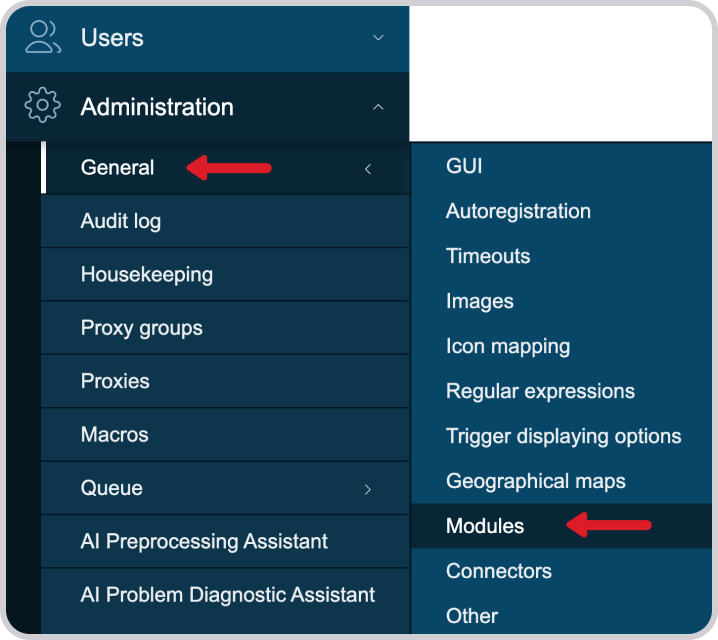 Users
Administration
General
Audit log
Housekeeping
Proxy groups
Proxies
Macros
Queue
AI Preprocessing Assistant
AI Problem Diagnostic Assistant
GUI
Autoregistration
Timeouts
Images
Icon mapping
Regular expressions
Trigger displaying options
Geographical maps
Modules
Connectors
Other